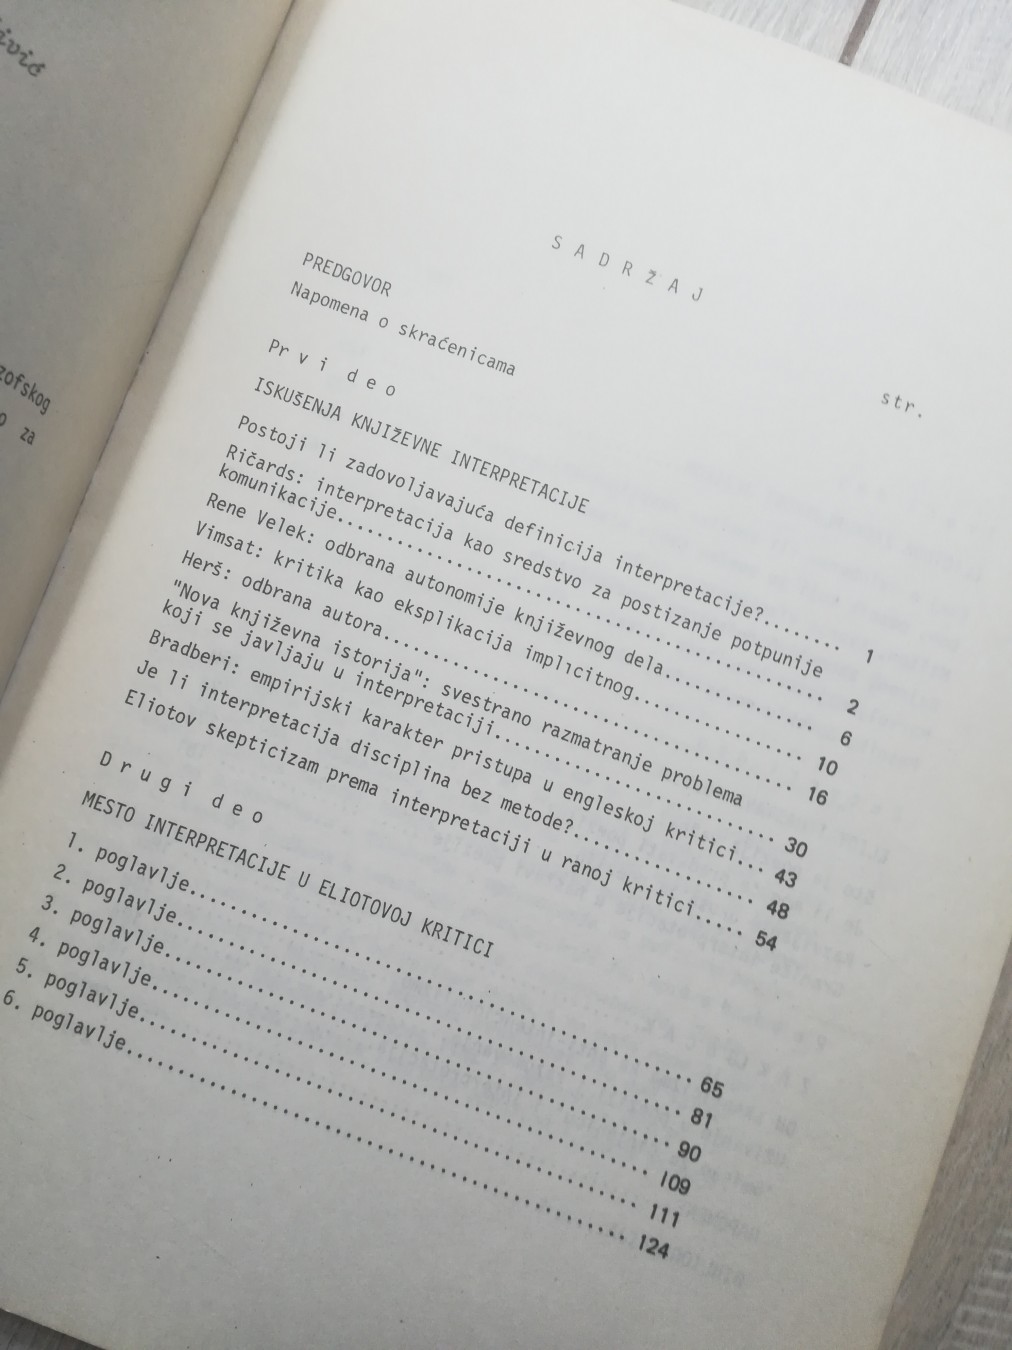 ivić
zofskog
o za
S A D R Ž A J
PREDGOVOR
Napomena o skraćenicama
str.
Pr v i d e o
ISKUŠENJA KNJIŽEVNE INTERPRETACIJE
Postoji li zadovoljavajuća definicija interpretacije?........ 1
Ričards: interpretacija kao sredstvo za postizanje potpunije
komunikacije.................................................. 2
Rene Velek: odbrana autonomije književnog dela............... 6
Vimsat: kritika kao eksplikacija implicitnog................. 10
Herš: odbrana autora......................................... 16
"Nova književna istorija": svestrano razmatranje problema
koji se javljaju u interpretaciji............................ 30
Bradberi: empirijski karakter pristupa u engleskoj kritici... 43
Je li interpretacija disciplina bez metode?.................. 48
Eliotov skepticizam prema interpretaciji u ranoj kritici..... 54
D r u g i d e o
MESTO INTERPRETACIJE U ELIOTOVOJ KRITICI
1. poglavlje................................................. 65
2. poglavlje................................................. 81
3. poglavlje................................................. 90
4. poglavlje................................................. 109
5. poglavlje................................................. 111
6. poglavlje................................................. 124